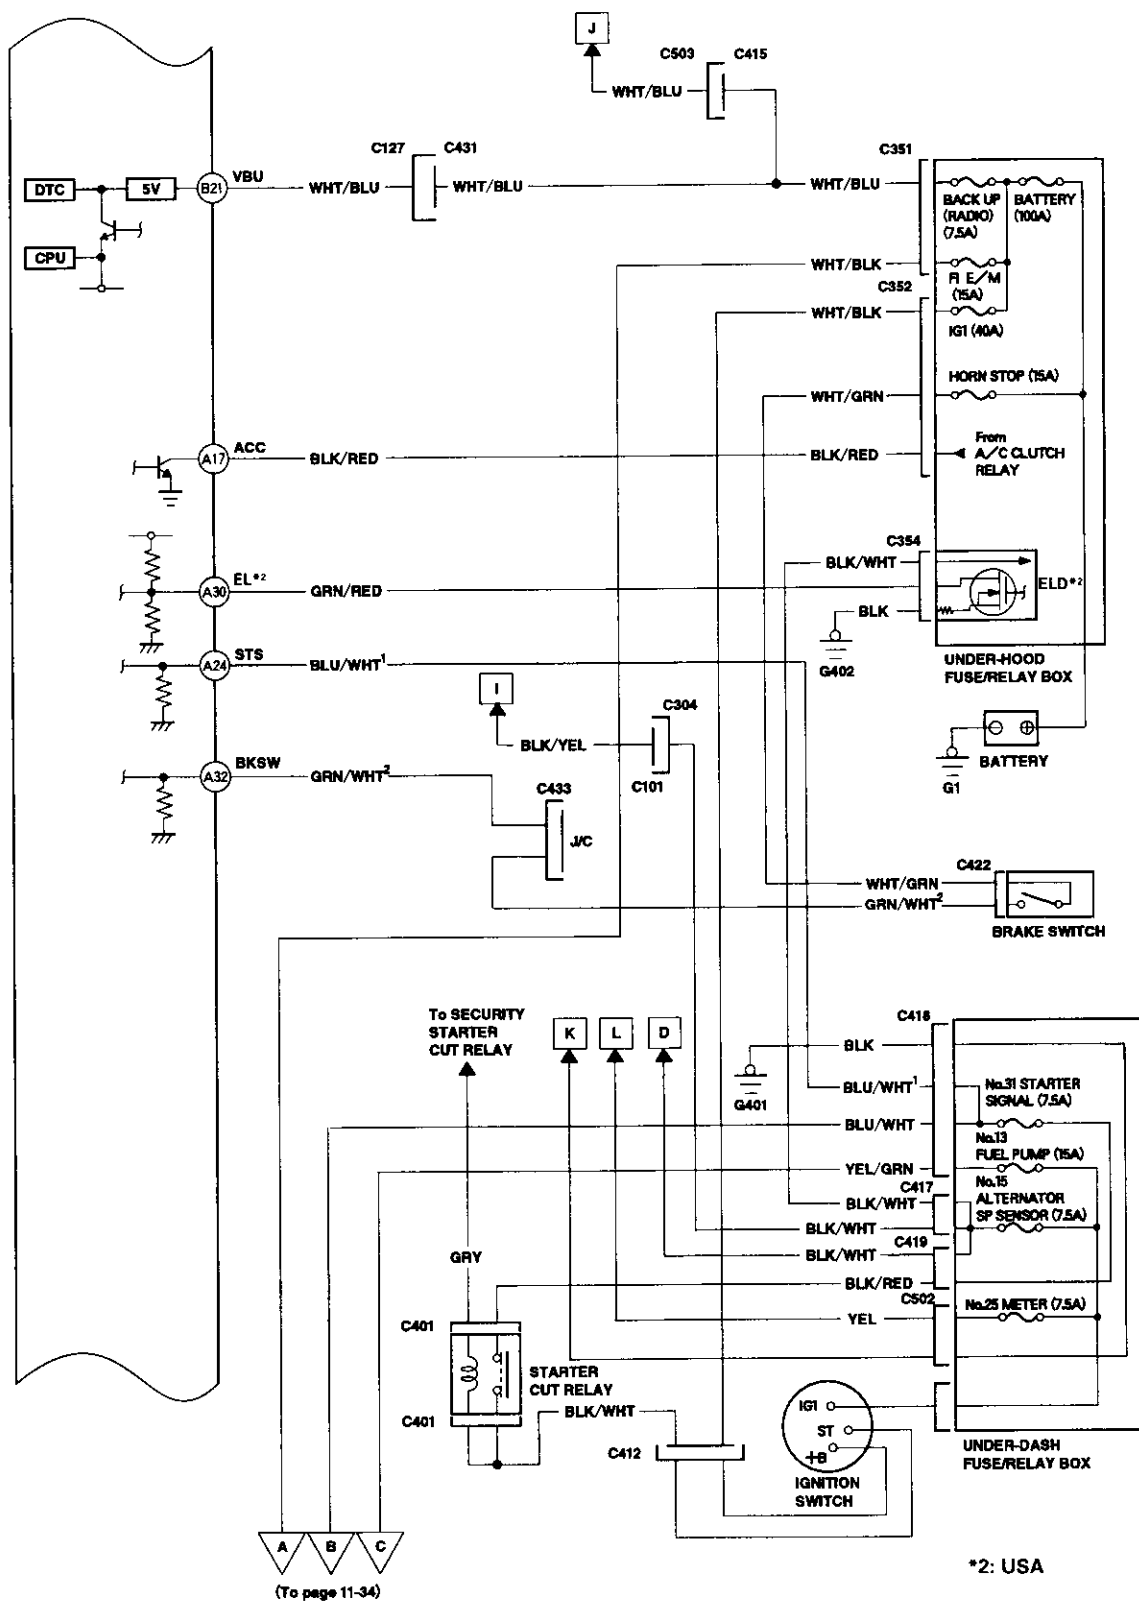 J
C503 C415
WHT/BLU
C127 C431
C351
DTC 5V B21 VBU WHT/BLU WHT/BLU WHT/BLU
BACK UP (RADIO) (7.5A)
BATTERY (100A)
CPU
WHT/BLK
FI E/M (15A)
C352
WHT/BLK
IG1 (40A)
HORN STOP (15A)
WHT/GRN
A17 ACC BLK/RED BLK/RED
From
A/C CLUTCH
RELAY
C354
BLK/WHT
A30 EL*2 GRN/RED
ELD*2
BLK
G402
A24 STS BLU/WHT1
UNDER-HOOD
FUSE/RELAY BOX
I
C304
BLK/YEL
C101
BATTERY
G1
A32 BKSW GRN/WHT2
C433
J/C
C422
WHT/GRN
GRN/WHT2
BRAKE SWITCH
To SECURITY
STARTER
CUT RELAY
K L D
C418
BLK
G401
BLU/WHT1
No.31 STARTER
SIGNAL (7.5A)
BLU/WHT
No.13
FUEL PUMP (15A)
YEL/GRN
No.15
ALTERNATOR
SP SENSOR (7.5A)
C417
BLK/WHT
BLK/WHT
C419
BLK/WHT
GRY
BLK/RED
C502
No.25 METER (7.5A)
YEL
C401
STARTER
CUT RELAY
C401
BLK/WHT
C412
IG1
ST
+B
IGNITION
SWITCH
UNDER-DASH
FUSE/RELAY BOX
A B C
(To page 11-34)
*2: USA